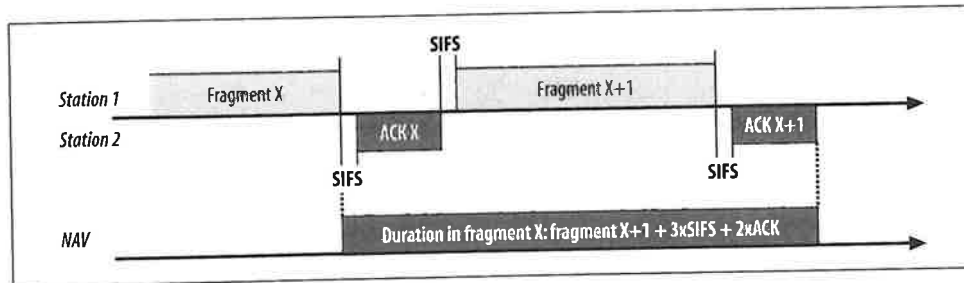 SIFS
Station 1
Fragment X
Fragment X+1
Station 2
ACK X
ACK X+1
SIFS
SIFS
NAV
Duration in fragment X: fragment X+1 + 3xSIFS + 2xACK